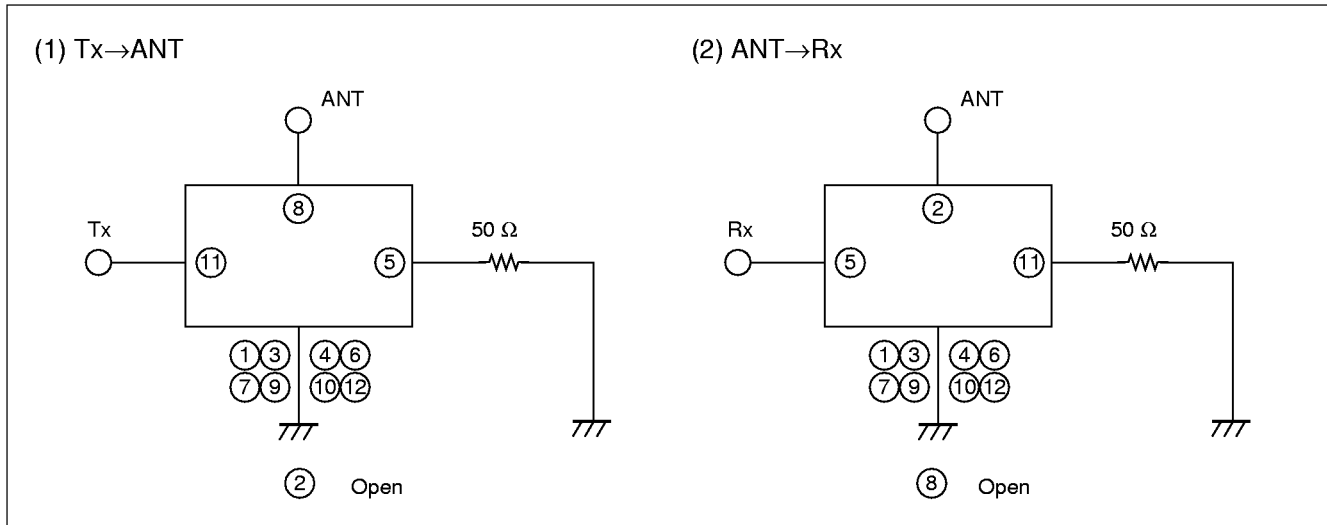 (1) Tx→ANT
ANT
⑧
Tx
⑪
⑤
50 Ω
① ③ ④ ⑥
⑦ ⑨ ⑩ ⑫
② Open
(2) ANT→Rx
ANT
②
Rx
⑤
⑪
50 Ω
① ③ ④ ⑥
⑦ ⑨ ⑩ ⑫
⑧ Open